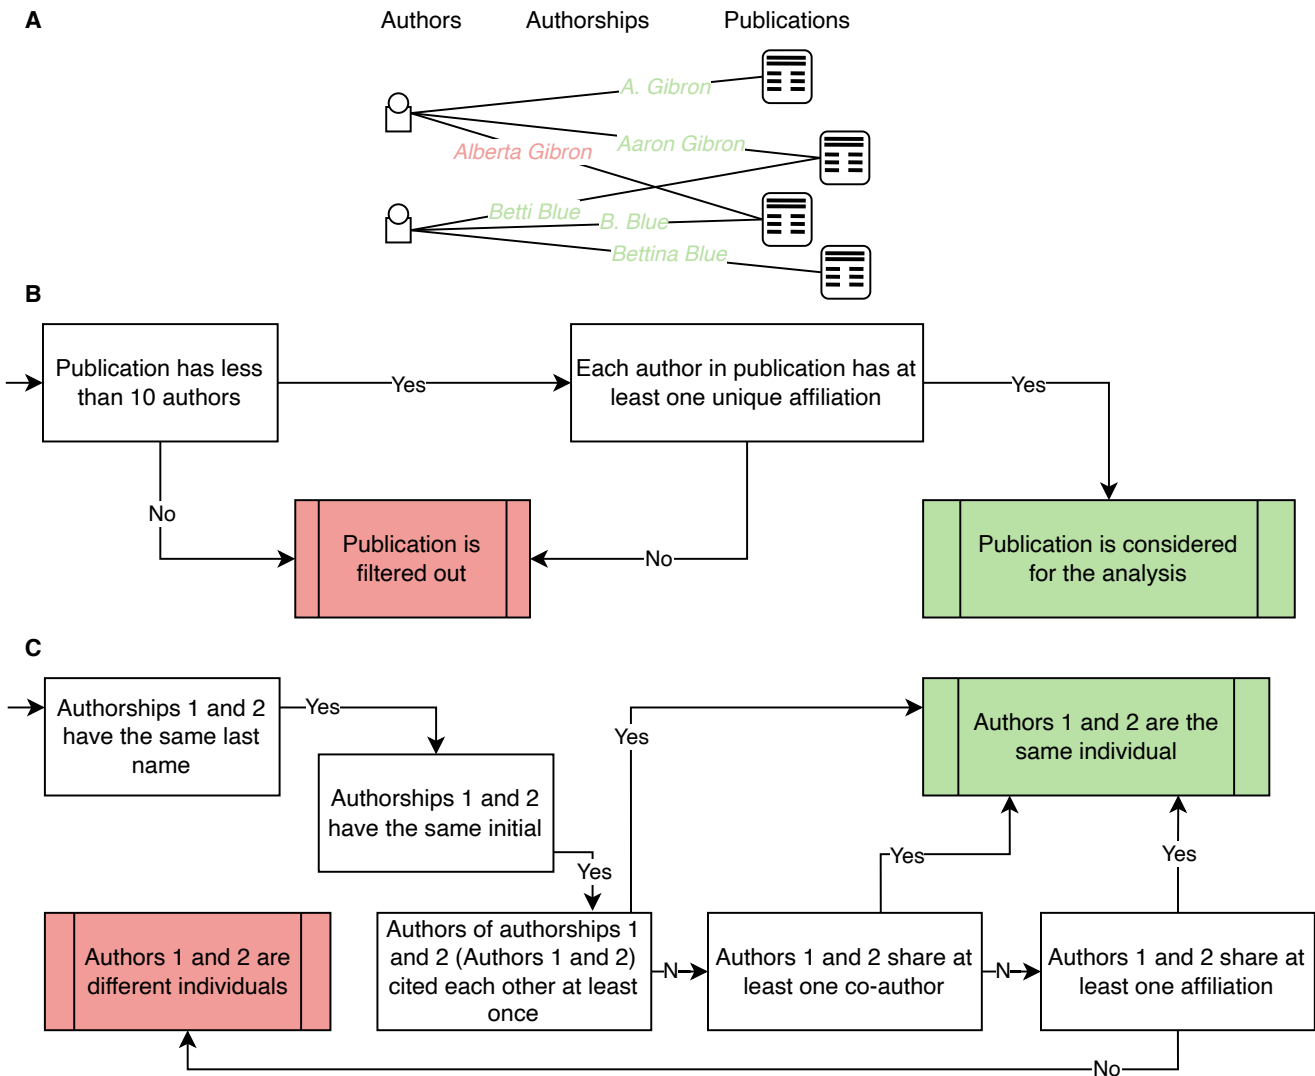 A
Authors
Authorships
Publications
A. Gibron
Aaron Gibron
Alberta Gibron
Betti Blue
B. Blue
Bettina Blue
B
Publication has less
than 10 authors
Yes
Each author in publication has at
least one unique affiliation
Yes
No
Publication is
filtered out
No
Publication is considered
for the analysis
C
Authorships 1 and 2
have the same last
name
Yes
Authorships 1 and 2
have the same initial
Yes
Yes
Authors 1 and 2 are the
same individual
Yes
Yes
Authors 1 and 2 are
different individuals
Authors of authorships 1
and 2 (Authors 1 and 2)
cited each other at least
once
N
Authors 1 and 2 share at
least one co-author
N
Authors 1 and 2 share at
least one affiliation
No